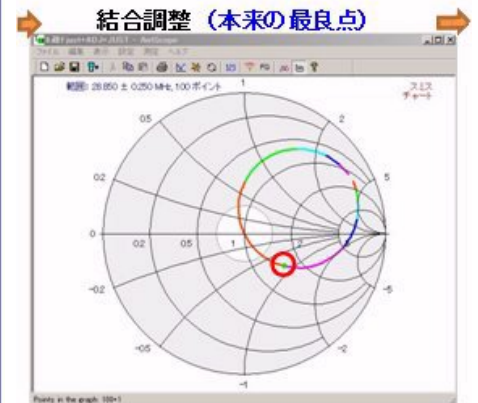 結合調整 (本来の最良点)
ファイル 編集 表示 設定 測定 ヘルプ
範囲: 28.850 ± 0.250 MHz, 100 ポイント
スミス
チャート
1
0.5
2
0.2
5
0
0.2
0.5
1
2
-0.2
-5
-0.5
-2
-1
Points in the graph: 100+1